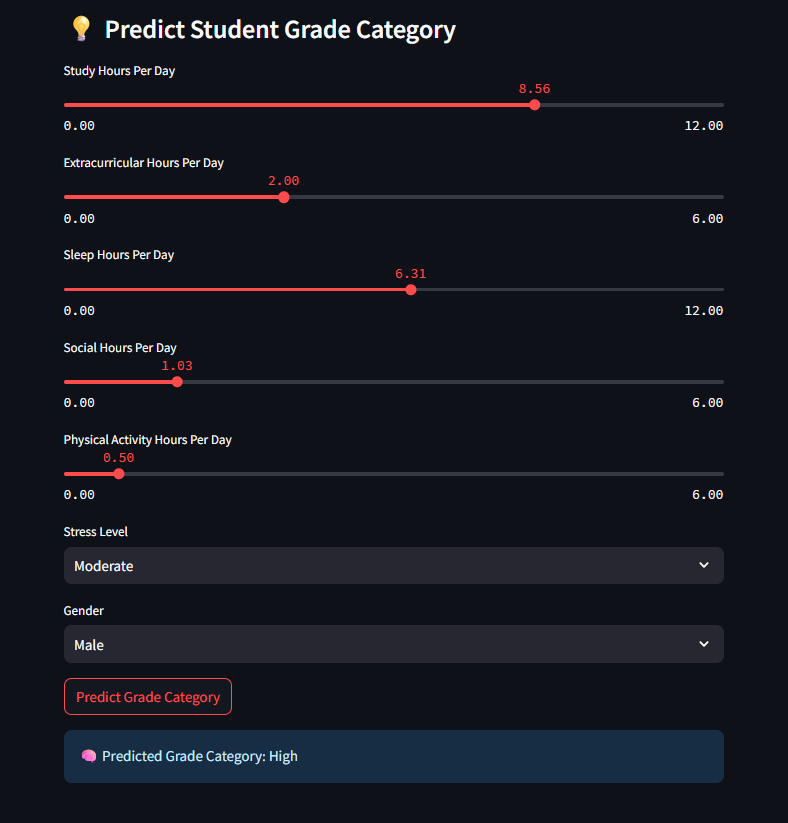 💡 Predict Student Grade Category
Study Hours Per Day
8.56
0.00 12.00
Extracurricular Hours Per Day
2.00
0.00 6.00
Sleep Hours Per Day
6.31
0.00 12.00
Social Hours Per Day
1.03
0.00 6.00
Physical Activity Hours Per Day
0.50
0.00 6.00
Stress Level
Moderate
Gender
Male
Predict Grade Category
🧠 Predicted Grade Category: High